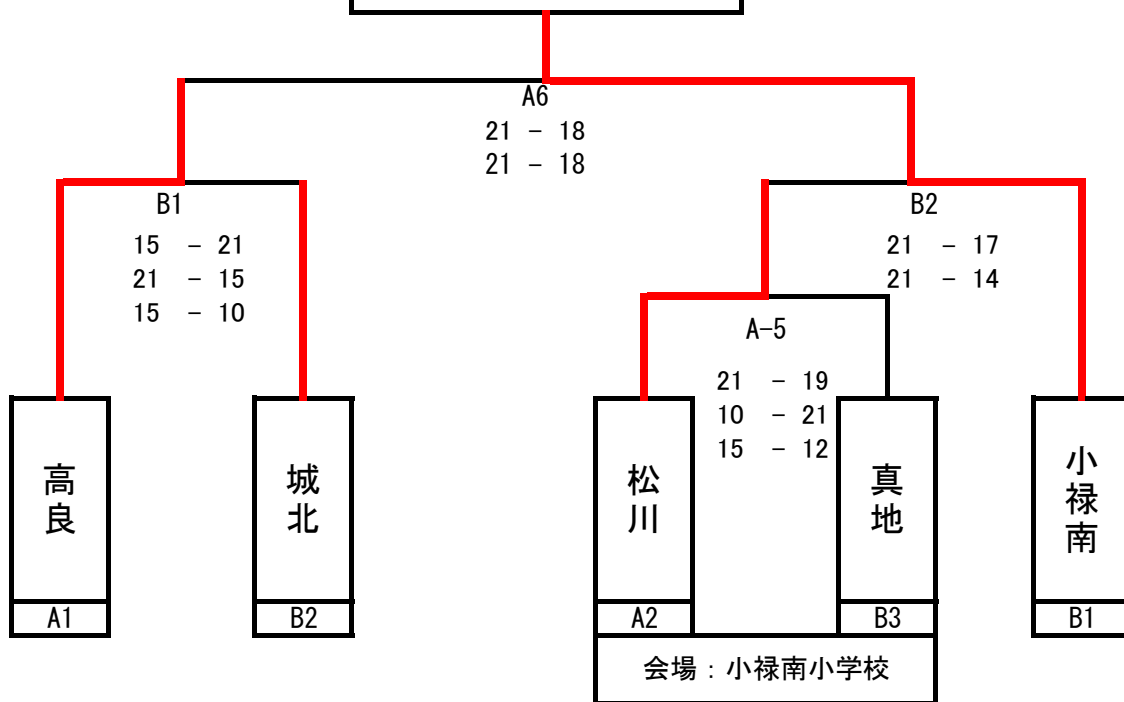 A6
21 - 18
21 - 18
B1
15 - 21
21 - 15
15 - 10
B2
21 - 17
21 - 14
A-5
21 - 19
10 - 21
15 - 12
高良
城北
松川
真地
小禄南
A1
B2
A2
B3
B1
会場：小禄南小学校